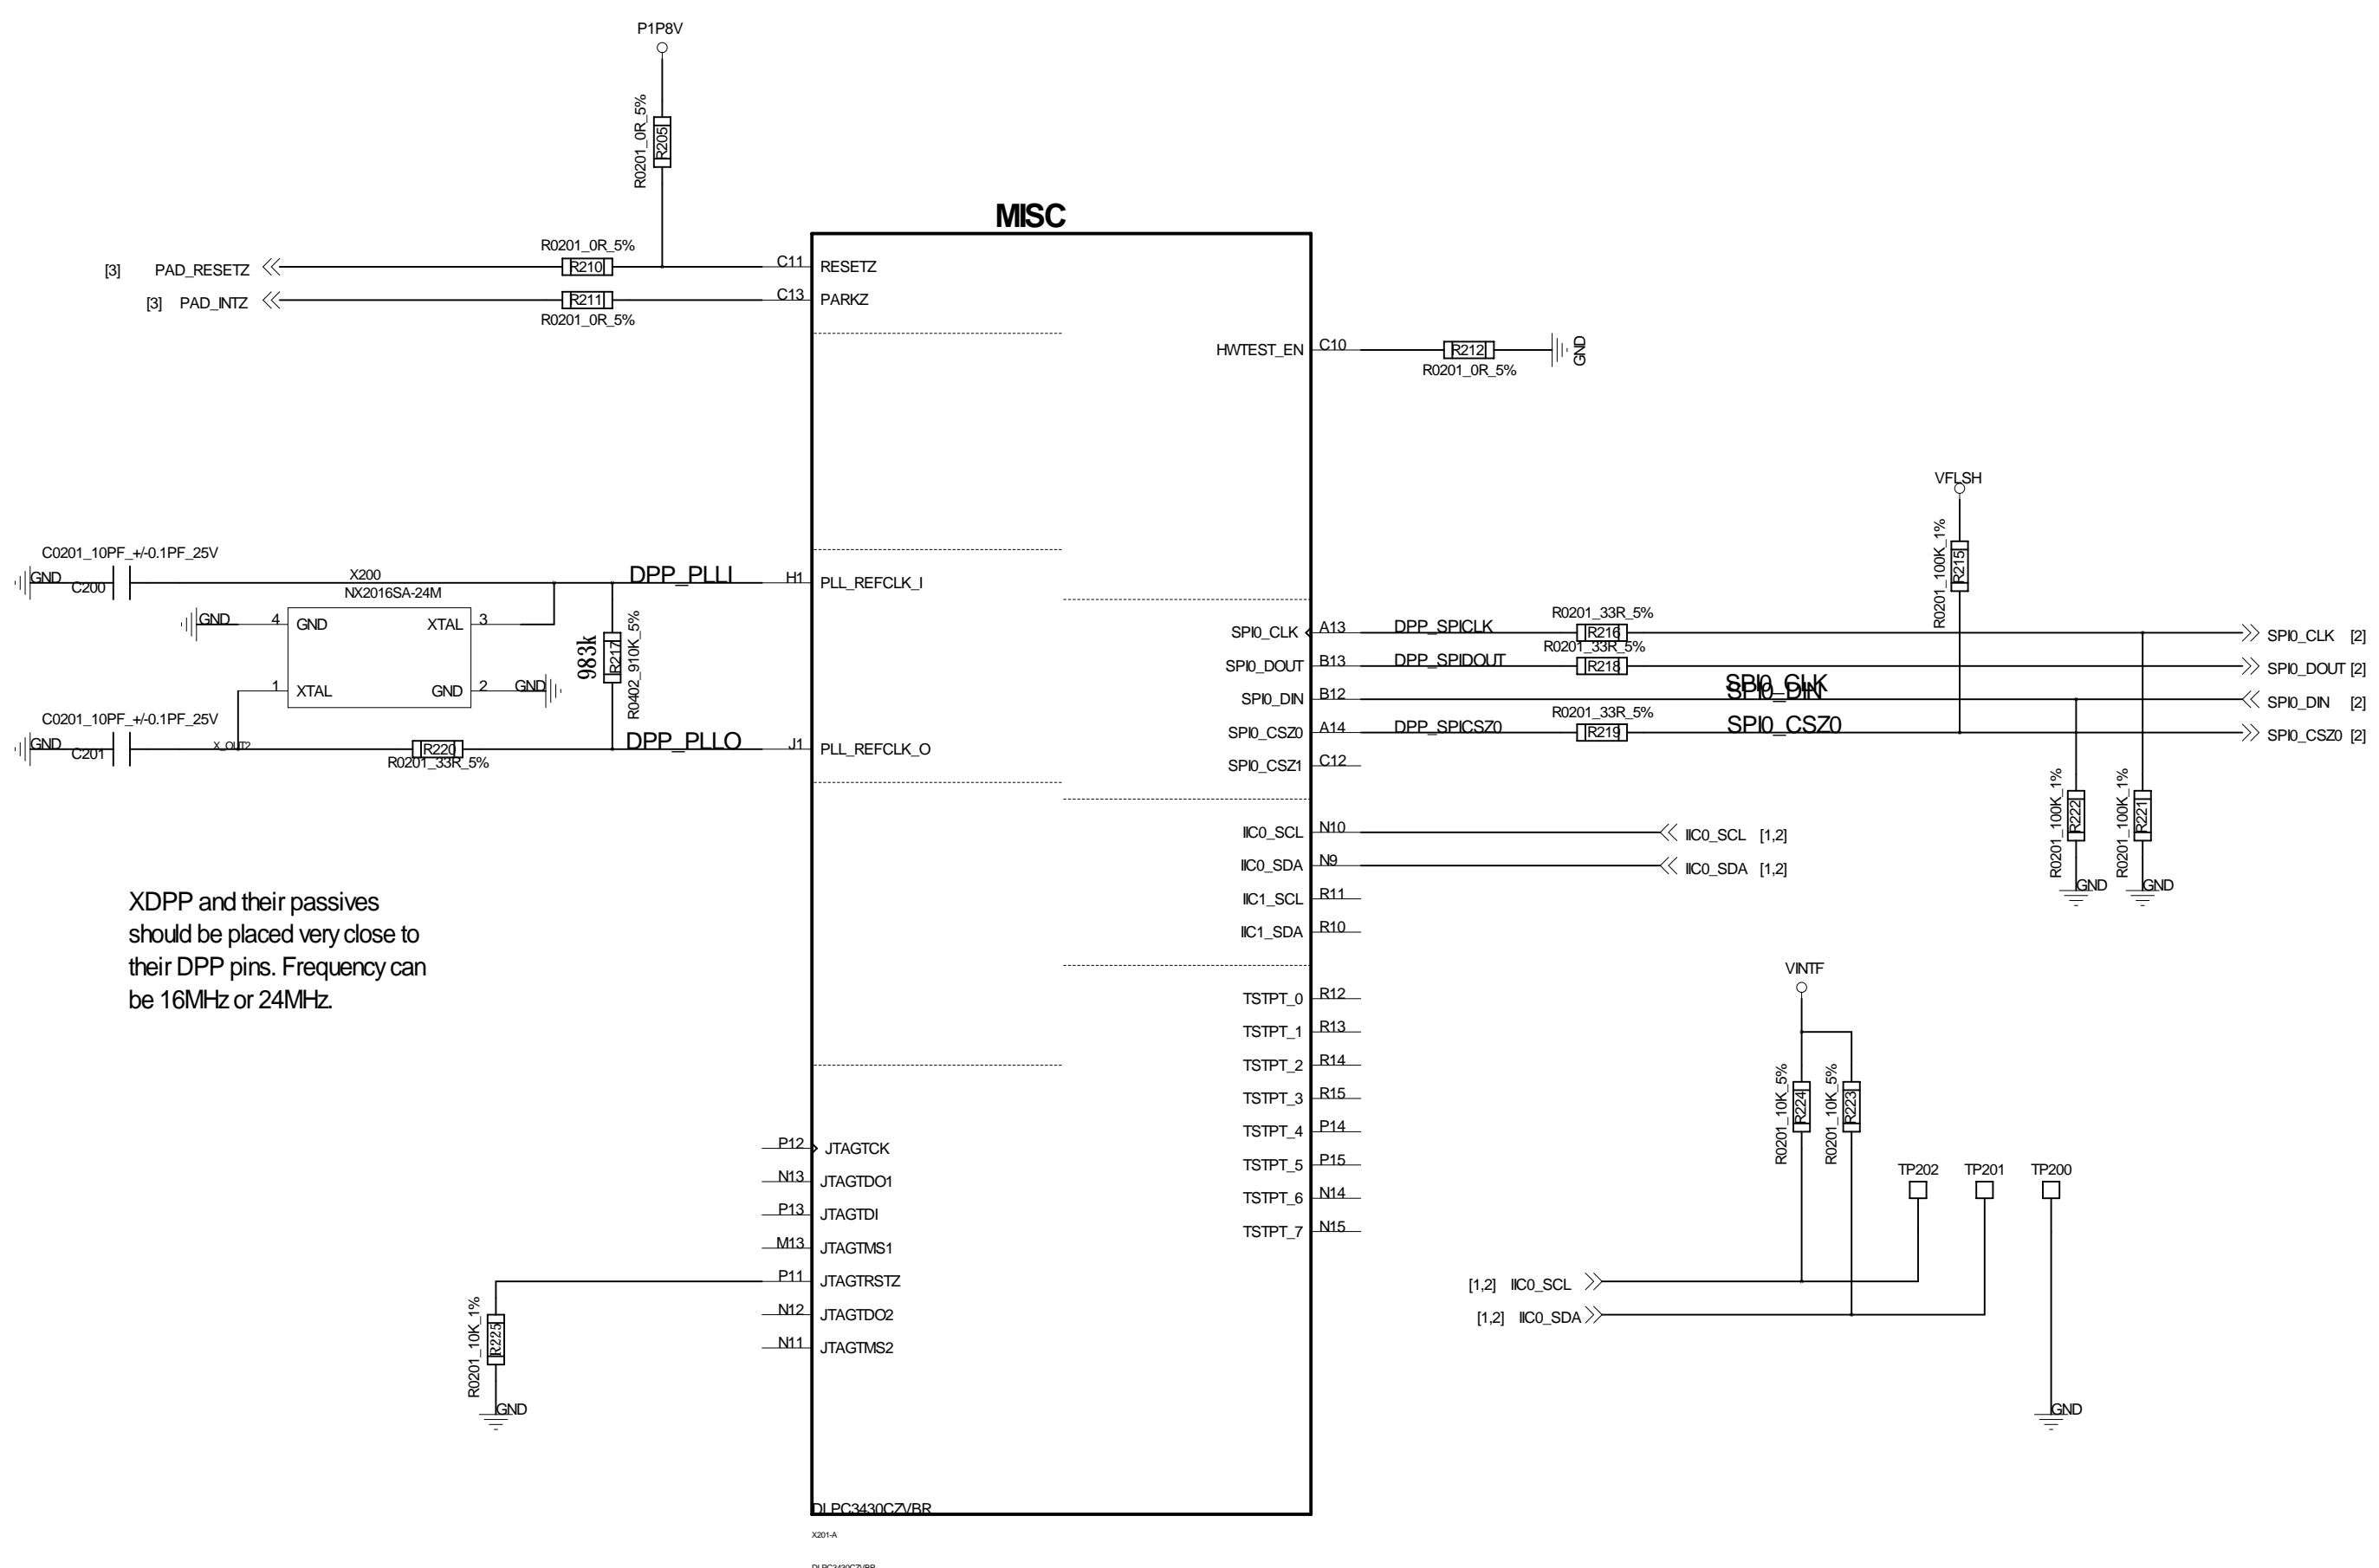 P1P8V
R0201_0R_5%
R205
MISC
R0201_0R_5%
[3] PAD_RESETZ
R210
C11 RESETZ
[3] PAD_INTZ
R211
C13 PARKZ
R0201_0R_5%
HWTEST_EN C10
R212
GND
R0201_0R_5%
VFLSH
R0201_100K_1%
R215
C0201_10PF_+/-0.1PF_25V
GND
C200
X200
NX2016SA-24M
DPP_PLLI
H1 PLL_REFCLK_I
GND
4 GND
XTAL 3
983k
R217
R0402_910K_5%
1 XTAL
GND 2
GND
C0201_10PF_+/-0.1PF_25V
GND
C201
X_OUT2
R220
R0201_33R_5%
DPP_PLLO
J1 PLL_REFCLK_O
R0201_33R_5%
SPI0_CLK A13
DPP_SPICLK
R216
SPI0_CLK [2]
R0201_33R_5%
SPI0_DOUT B13
DPP_SPIDOUT
R218
SPI0_DOUT [2]
SPI0_CLK
SPI0_DIN
SPI0_DIN B12
SPI0_DIN [2]
R0201_33R_5%
SPI0_CSZ0 A14
DPP_SPICSZ0
R219
SPI0_CSZ0
SPI0_CSZ0 [2]
SPI0_CSZ1 C12
R0201_100K_1%
R222
GND
R0201_100K_1%
R221
GND
IIC0_SCL N10
IIC0_SCL [1,2]
IIC0_SDA N9
IIC0_SDA [1,2]
IIC1_SCL R11
IIC1_SDA R10
XDPP and their passives
should be placed very close to
their DPP pins. Frequency can
be 16MHz or 24MHz.
TSTPT_0 R12
TSTPT_1 R13
TSTPT_2 R14
TSTPT_3 R15
TSTPT_4 P14
TSTPT_5 P15
TSTPT_6 N14
TSTPT_7 N15
VINTF
R0201_10K_5%
R224
R0201_10K_5%
R223
TP202
TP201
TP200
[1,2] IIC0_SCL
[1,2] IIC0_SDA
GND
P12 JTAGTCK
N13 JTAGTDO1
P13 JTAGTDI
M13 JTAGTMS1
P11 JTAGTRSTZ
N12 JTAGTDO2
N11 JTAGTMS2
R0201_10K_1%
R225
GND
DLPC3430CZVBR
X201-A
DLPC3430CZVBR